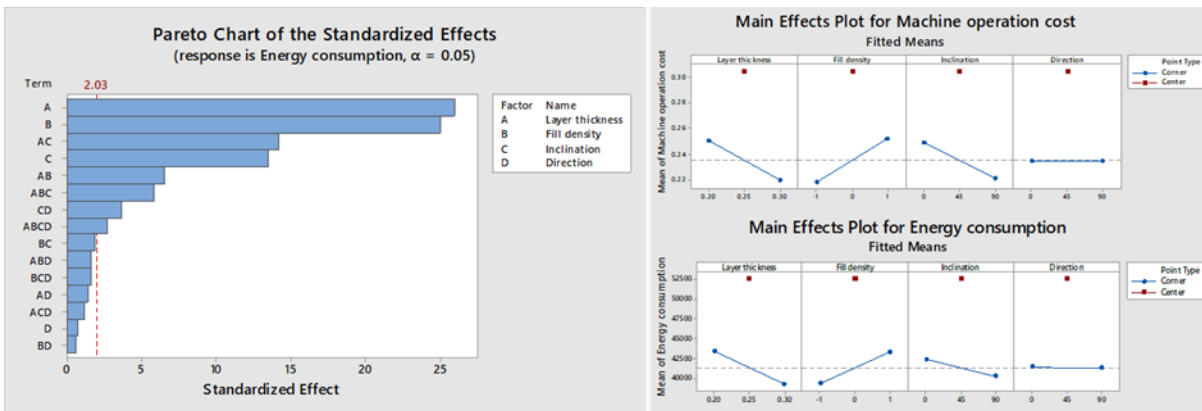 Pareto Chart of the Standardized Effects
(response is Energy consumption, α = 0.05)
Term
2.03
A
B
AC
C
AB
ABC
CD
ABCD
BC
ABD
BCD
AD
ACD
D
BD
0 5 10 15 20 25
Standardized Effect
Factor Name
A Layer thickness
B Fill density
C Inclination
D Direction
Main Effects Plot for Machine operation cost
Fitted Means
Layer thickness Fill density Inclination Direction
Mean of Machine operation cost
0.30
0.28
0.26
0.24
0.22
0.20 0.25 0.30 -1 0 1 0 45 90 0 45 90
Point Type
Corner
Center
Main Effects Plot for Energy consumption
Fitted Means
Layer thickness Fill density Inclination Direction
Mean of Energy consumption
52500
50000
47500
45000
42500
40000
0.20 0.25 0.30 -1 0 1 0 45 90 0 45 90
Point Type
Corner
Center